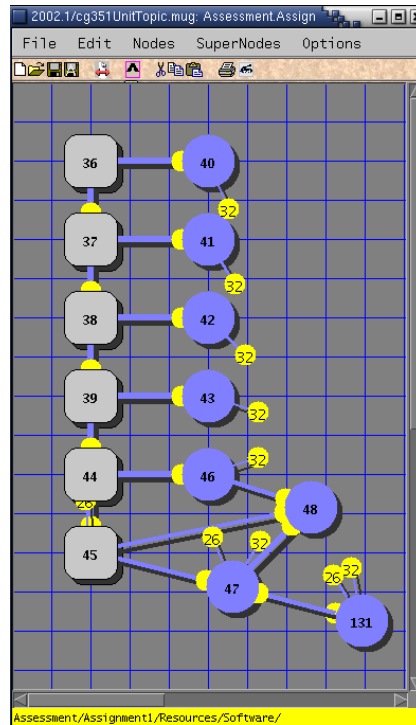 2002.1/cg351UnitTopic.mug: Assessment.Assign
File Edit Nodes SuperNodes Options
36 40
32
37 41
32
38 42
32
39 43
32
44 46 32
26 48
45 26 32
47 26 32
131
Assessment/Assignment1/Resources/Software/